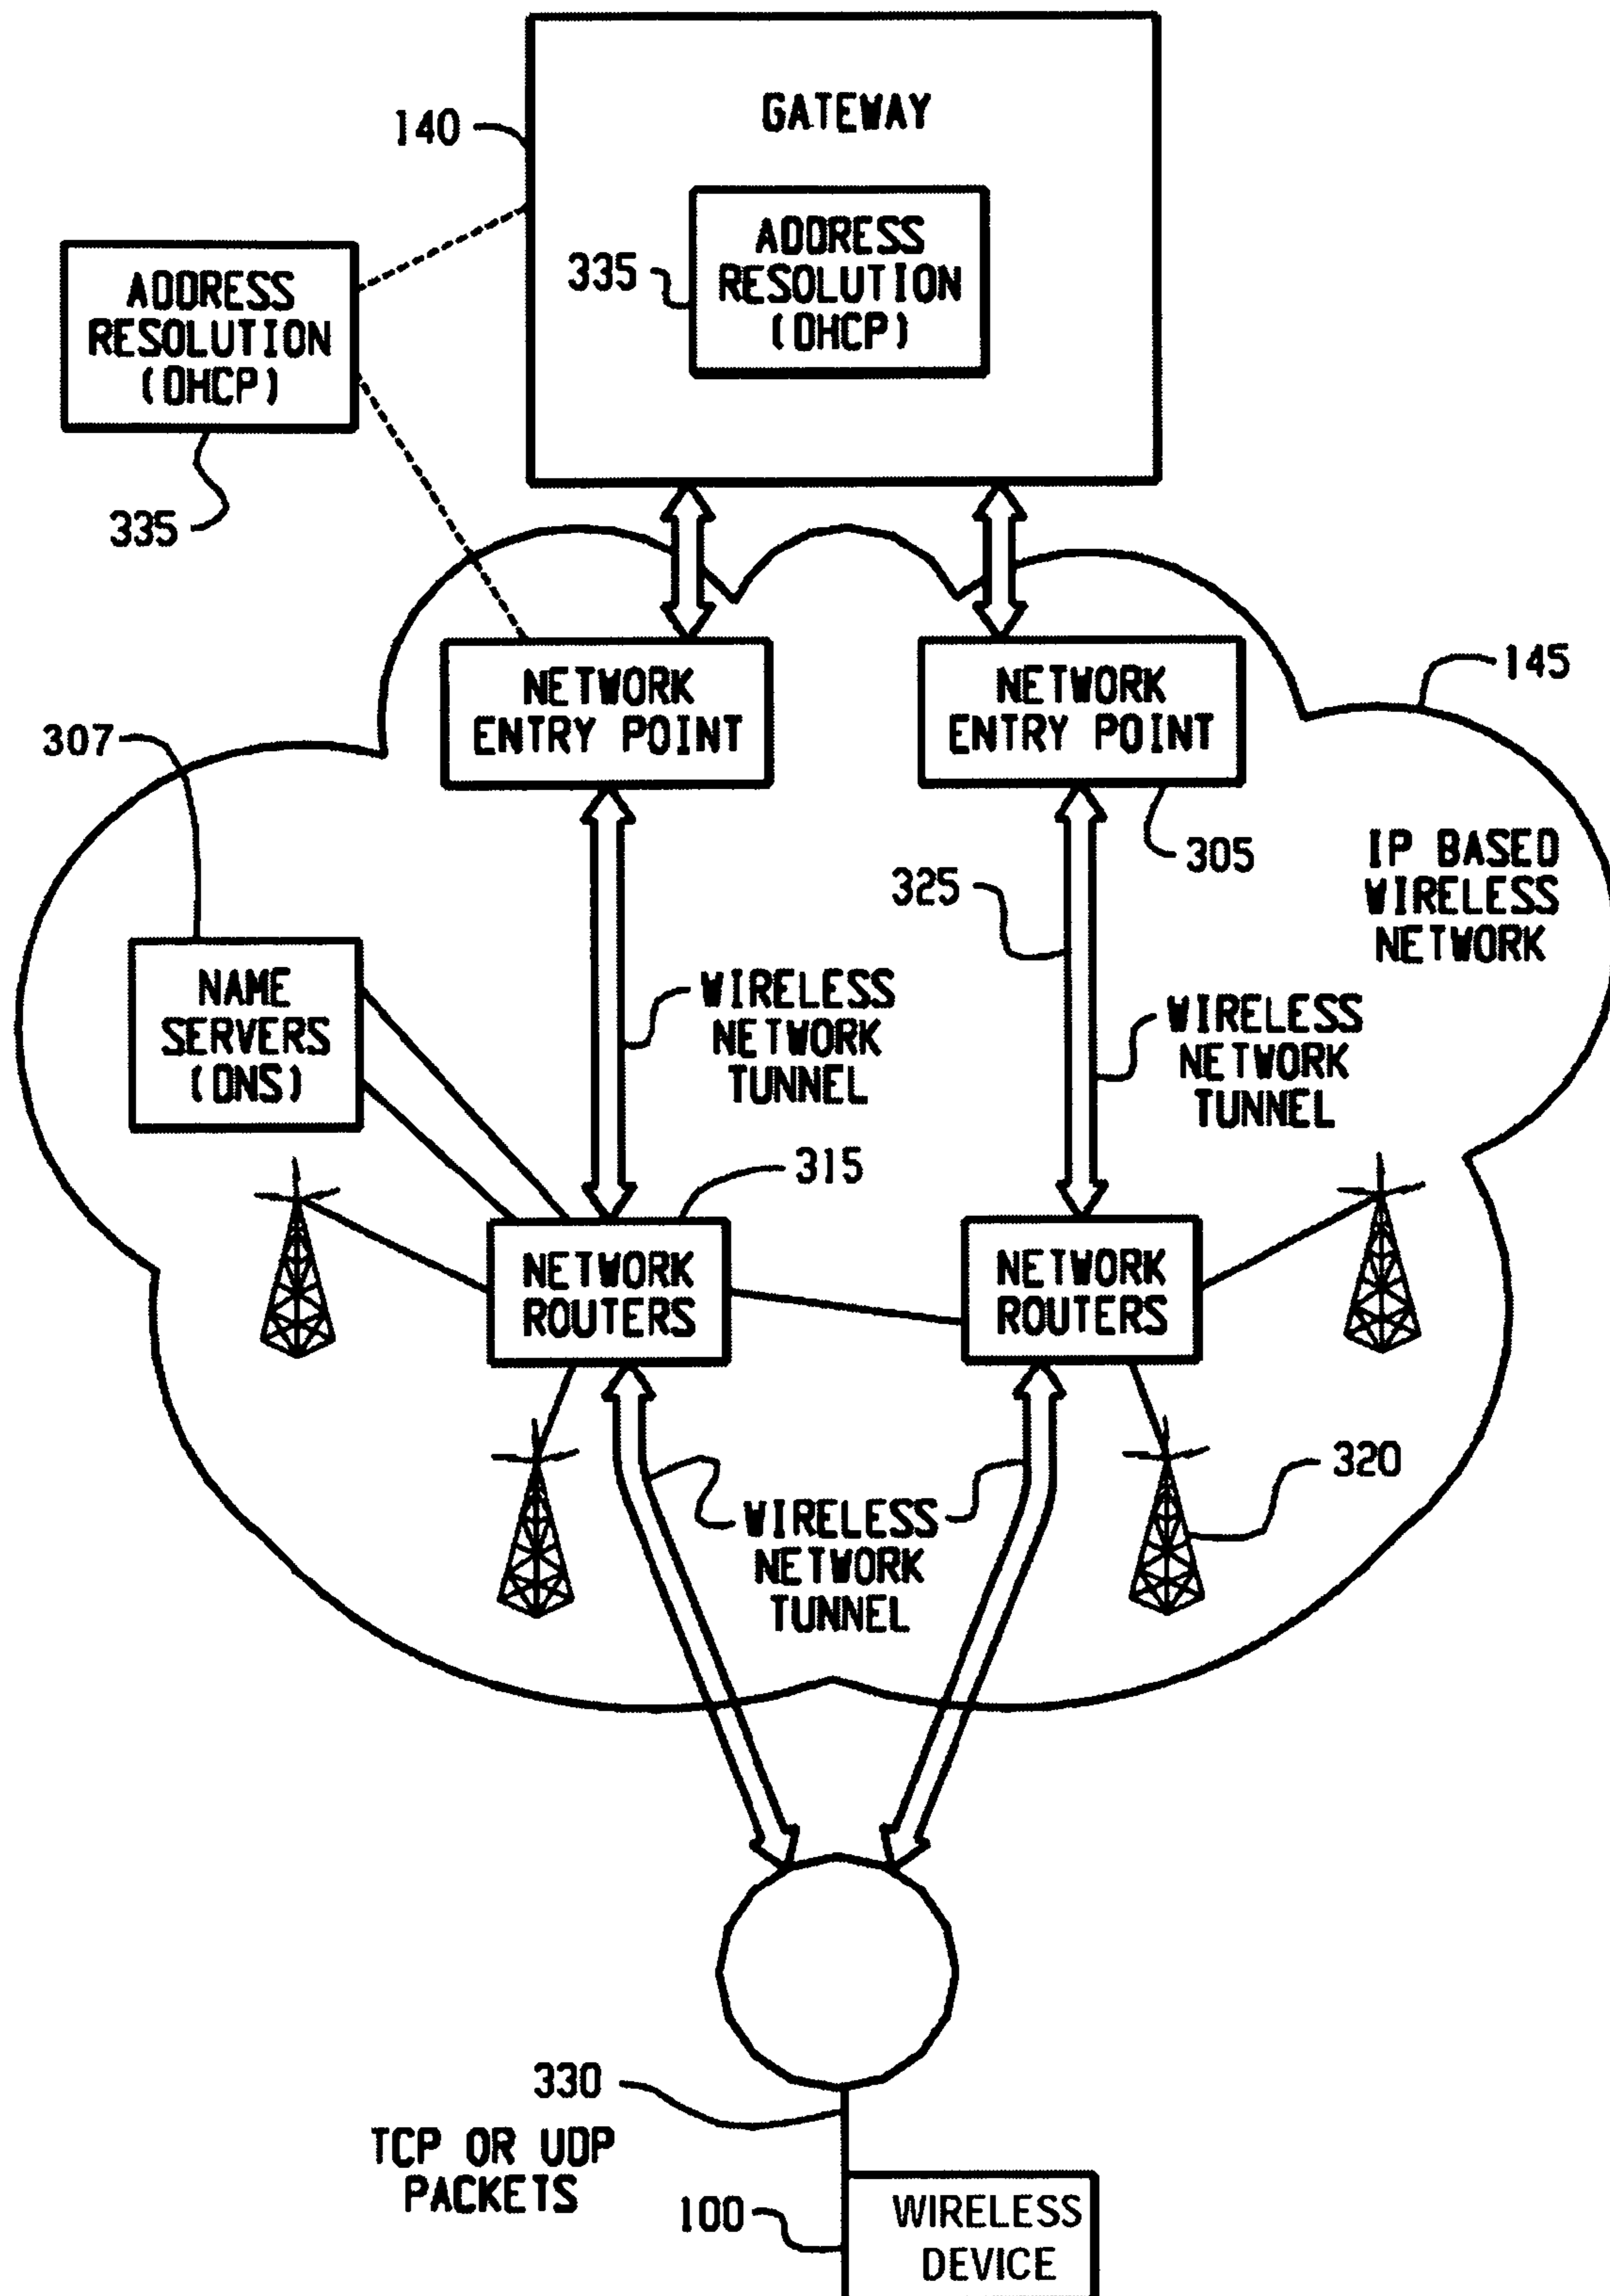 GATEWAY
140
ADDRESS
RESOLUTION
(DHCP)
335
ADDRESS
RESOLUTION
(DHCP)
335
NETWORK
ENTRY POINT
NETWORK
ENTRY POINT
145
307
305
325
IP BASED
WIRELESS
NETWORK
NAME
SERVERS
(DNS)
WIRELESS
NETWORK
TUNNEL
WIRELESS
NETWORK
TUNNEL
315
NETWORK
ROUTERS
NETWORK
ROUTERS
320
WIRELESS
NETWORK
TUNNEL
330
TCP OR UDP
PACKETS
100
WIRELESS
DEVICE